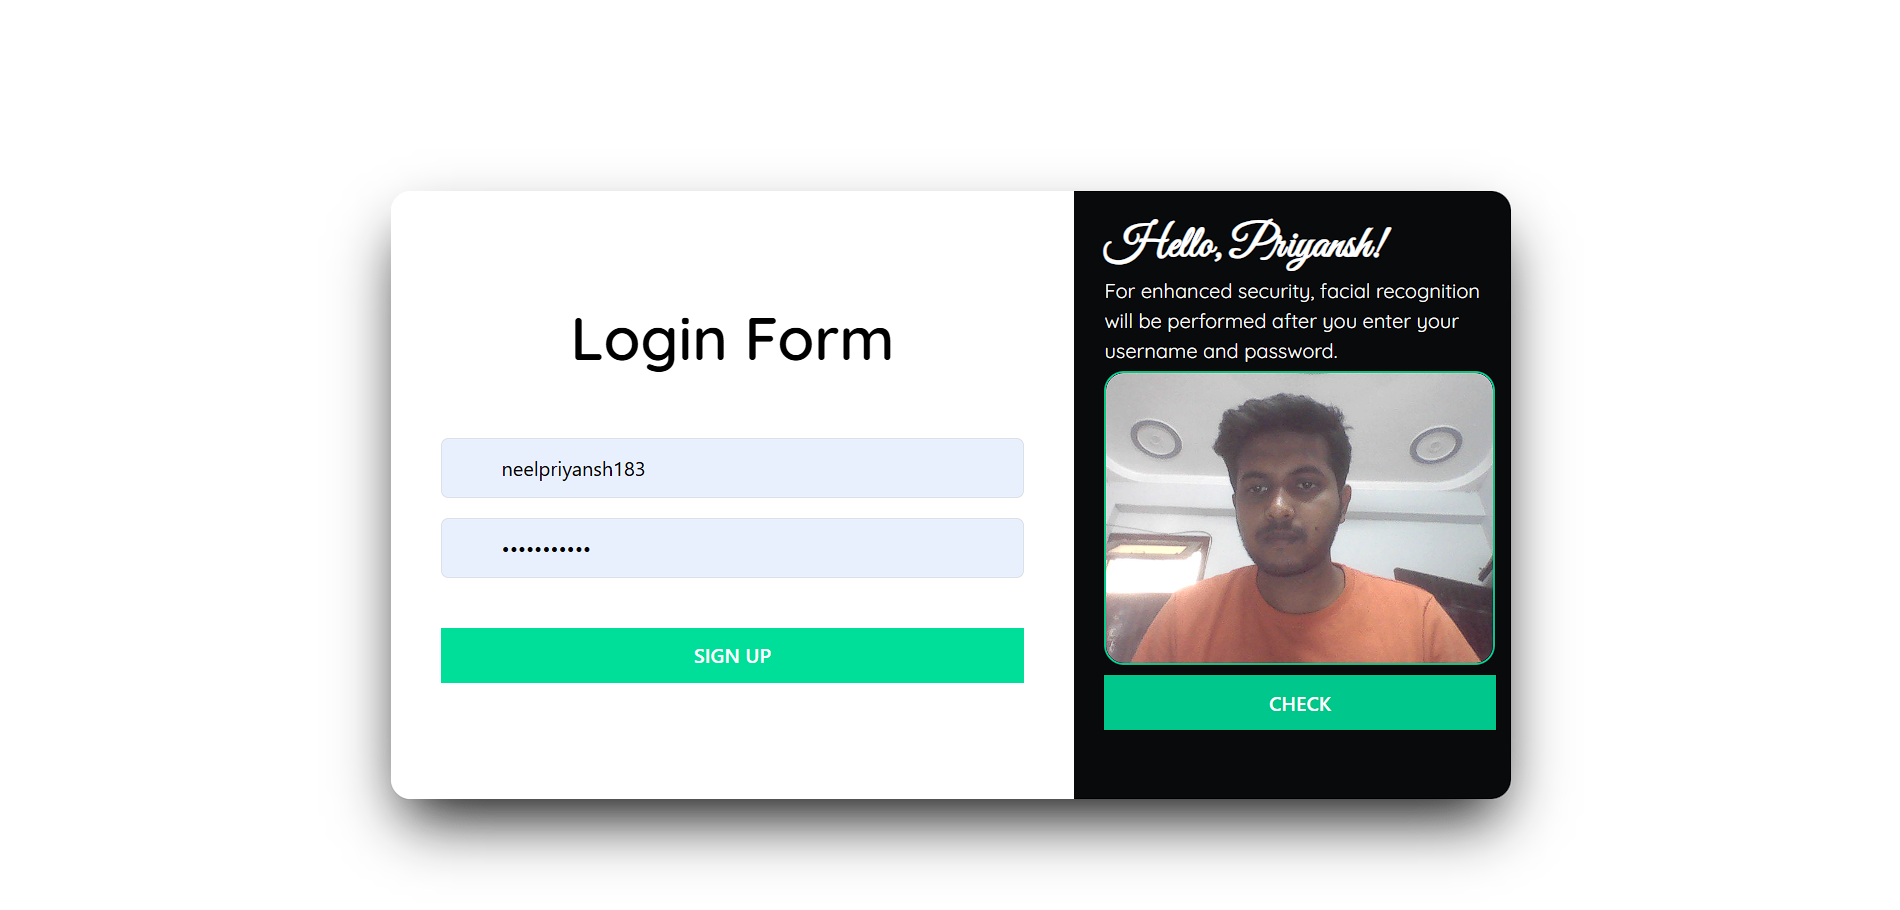 Login Form
neelpriyansh183
•••••••••••
SIGN UP
Hello, Priyansh!
For enhanced security, facial recognition
will be performed after you enter your
username and password.
CHECK